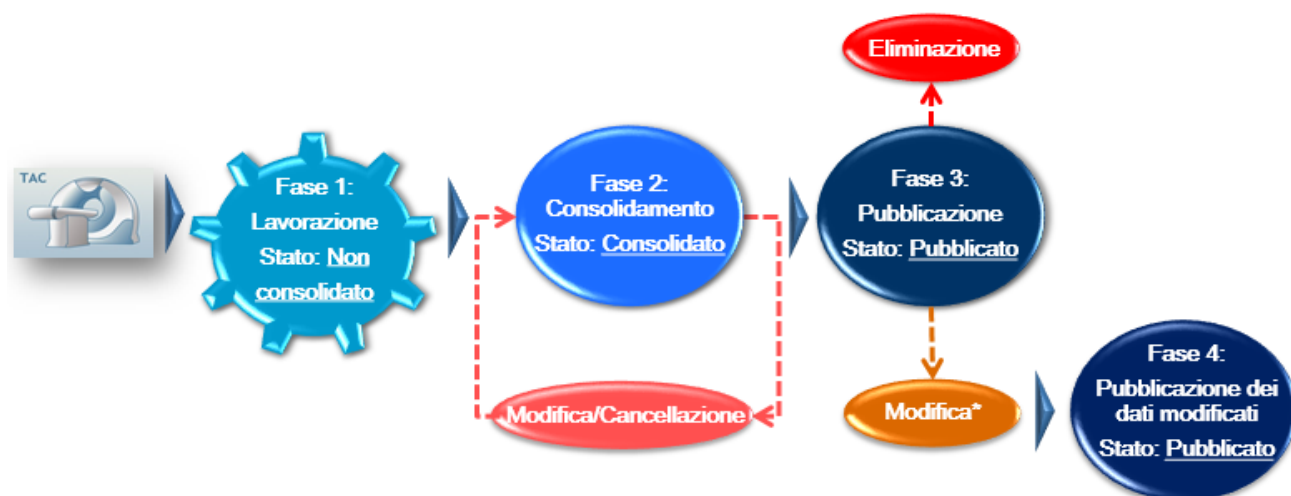 TAC
Fase 1:
Lavorazione
Stato: Non
consolidato
Fase 2:
Consolidamento
Stato: Consolidato
Modifica/Cancellazione
Eliminazione
Fase 3:
Pubblicazione
Stato: Pubblicato
Modifica*
Fase 4:
Pubblicazione dei
dati modificati
Stato: Pubblicato